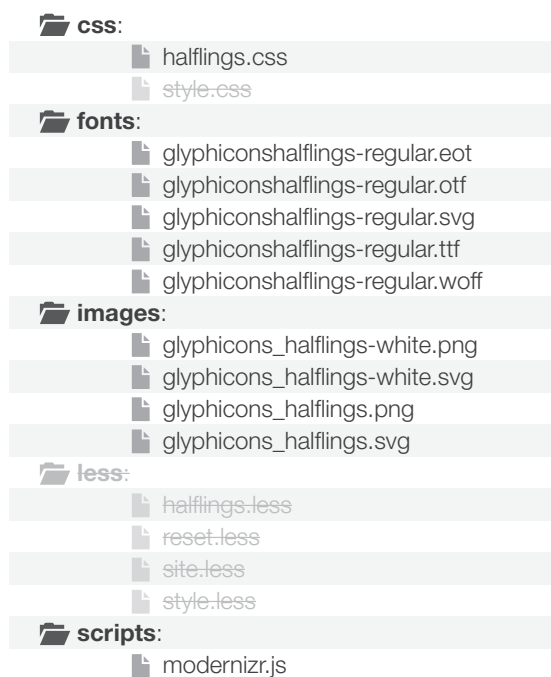 css:
halflings.css
style.css
fonts:
glyphiconshalflings-regular.eot
glyphiconshalflings-regular.otf
glyphiconshalflings-regular.svg
glyphiconshalflings-regular.ttf
glyphiconshalflings-regular.woff
images:
glyphicons_halflings-white.png
glyphicons_halflings-white.svg
glyphicons_halflings.png
glyphicons_halflings.svg
less:
halflings.less
reset.less
site.less
style.less
scripts:
modernizr.js